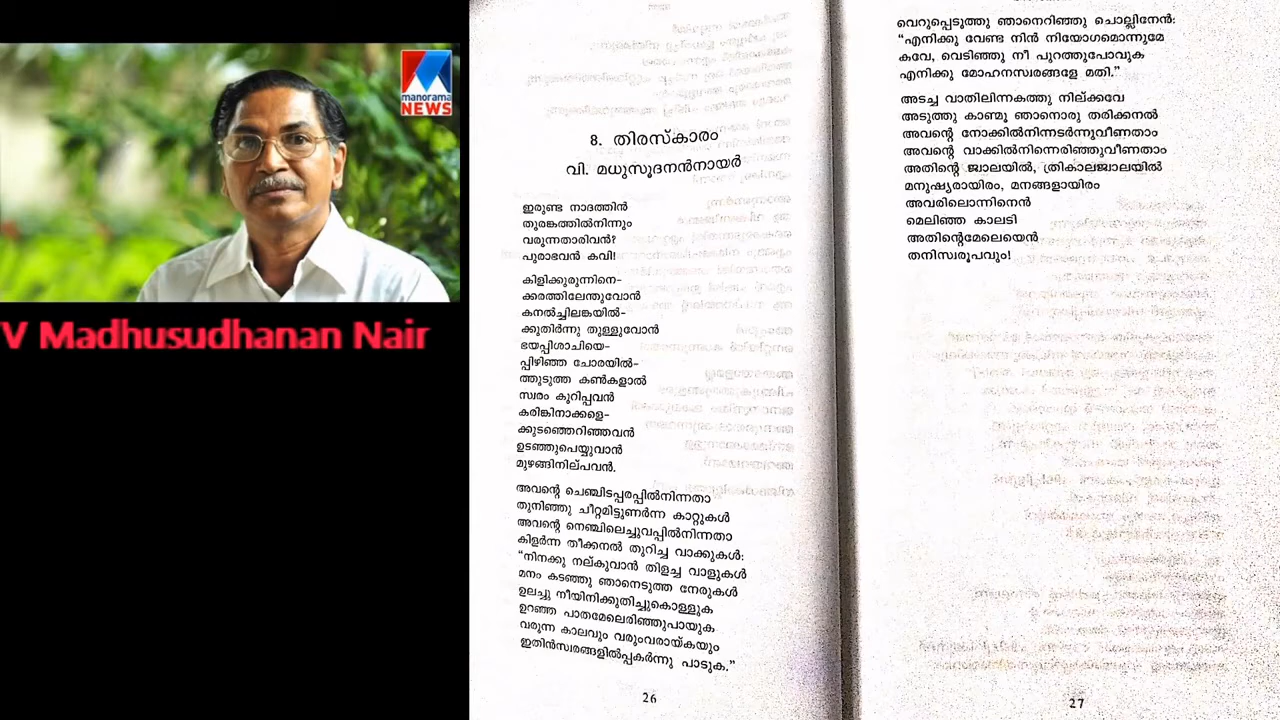 manorama
NEWS
V Madhusudhanan Nair
8. തിരസ്കാരം
വി. മധുസൂദനൻനായർ
ഇരുണ്ട നാദത്തിൻ
തുരങ്കത്തിൽനിന്നും
വരുന്നതാരിവൻ?
പുരാഭവൻ കവി!
കിളിക്കുരുന്നിനെ-
ക്കരത്തിലേന്തുവോൻ
കനൽച്ചിലങ്കയിൽ-
ക്കുതിർന്നു തുള്ളുവോൻ
ഭയപ്പിശാചിയെ-
പ്പിഴിഞ്ഞ ചോരയിൽ-
ത്തുടുത്ത കൺകളാൽ
സ്വരം കുറിപ്പവൻ
കരിങ്കിനാക്കളെ-
ക്കുടഞ്ഞെറിഞ്ഞവൻ
ഉടഞ്ഞുപെയ്യുവാൻ
മുഴങ്ങിനില്പവൻ.
അവന്റെ ചെഞ്ചിടപ്പരപ്പിൽനിന്നതാ
തുനിഞ്ഞു ചീറ്റമിട്ടുണർന്ന കാറ്റുകൾ
അവന്റെ നെഞ്ചിലെച്ചുവപ്പിൽനിന്നതാ
കിളർന്ന തീക്കനൽ തുറിച്ച വാക്കുകൾ:
“നിനക്കു നല്കുവാൻ തിളച്ച വാളുകൾ
മനം കടഞ്ഞു ഞാനെടുത്ത നേരുകൾ
ഉലച്ചു നീയിനിക്കുതിച്ചുകൊള്ളുക
ഉറഞ്ഞ പാതമേലെരിഞ്ഞുപായുക
വരുന്ന കാലവും വരുംവരായ്കയും
ഇതിൻസ്വരങ്ങളിൽപ്പകർന്നു പാടുക.”
26
വെറുപ്പെടുത്തു ഞാനെറിഞ്ഞു ചൊല്ലിനേൻ:
“എനിക്കു വേണ്ട നിൻ നിയോഗമൊന്നുമേ
കവേ, വെടിഞ്ഞു നീ പുറത്തുപോവുക
എനിക്കു മോഹനസ്വരങ്ങളേ മതി.”
അടച്ച വാതിലിന്നകത്തു നില്ക്കവേ
അടുത്തു കാണ്മൂ ഞാനൊരു തരിക്കനൽ
അവന്റെ നോക്കിൽനിന്നടർന്നുവീണതാം
അവന്റെ വാക്കിൽനിന്നെരിഞ്ഞുവീണതാം
അതിന്റെ ജ്വാലയിൽ, ത്രികാലജ്വാലയിൽ
മനുഷ്യരായിരം, മനങ്ങളായിരം
അവരിലൊന്നിനെൻ
മെലിഞ്ഞ കാലടി
അതിന്റെമേലെയെൻ
തനിസ്വരൂപവും!
27